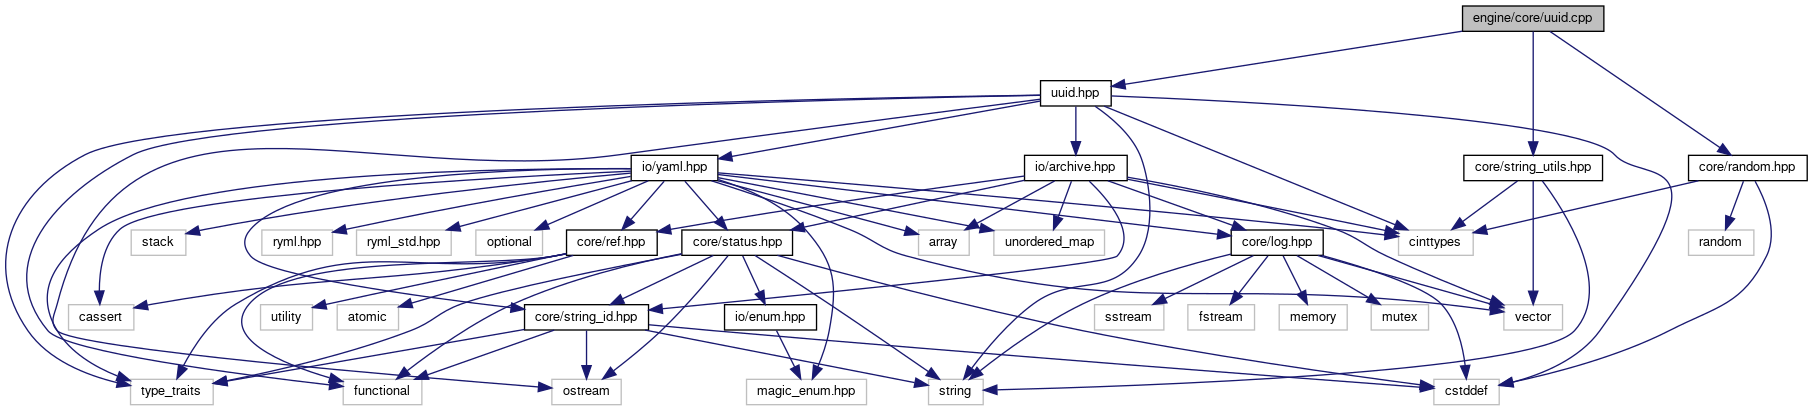 engine/core/uuid.cpp
uuid.hpp
io/yaml.hpp
io/archive.hpp
core/string_utils.hpp
core/random.hpp
stack
ryml.hpp
ryml_std.hpp
optional
core/ref.hpp
core/status.hpp
array
unordered_map
core/log.hpp
cinttypes
random
cassert
utility
atomic
core/string_id.hpp
io/enum.hpp
sstream
fstream
memory
mutex
vector
type_traits
functional
ostream
magic_enum.hpp
string
cstddef